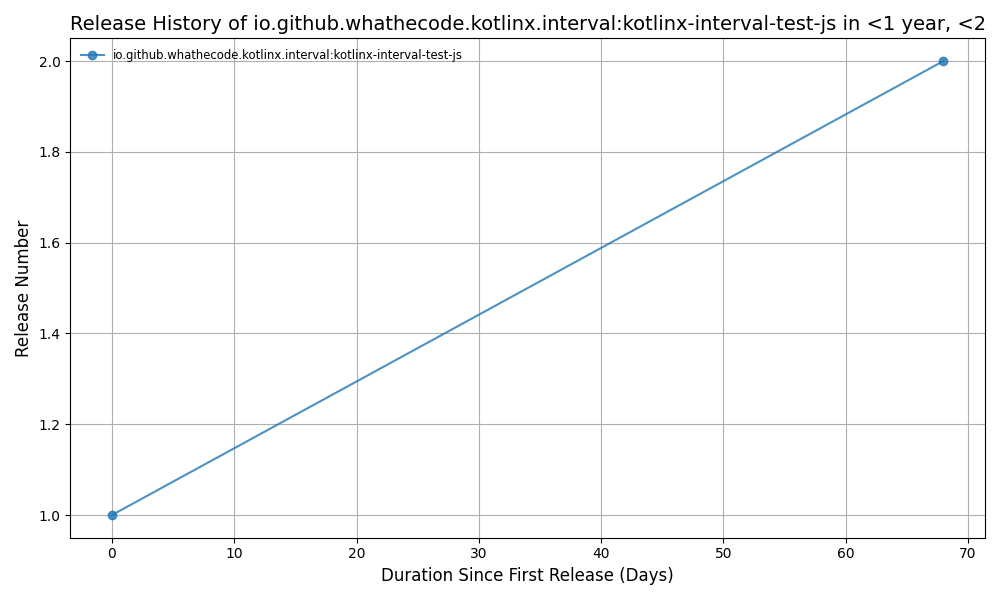 Release History of io.github.whathecode.kotlinx.interval:kotlinx-interval-test-js in <1 year, <2
io.github.whathecode.kotlinx.interval:kotlinx-interval-test-js
2.0
1.8
1.6
1.4
1.2
1.0
Release Number
0 10 20 30 40 50 60 70
Duration Since First Release (Days)